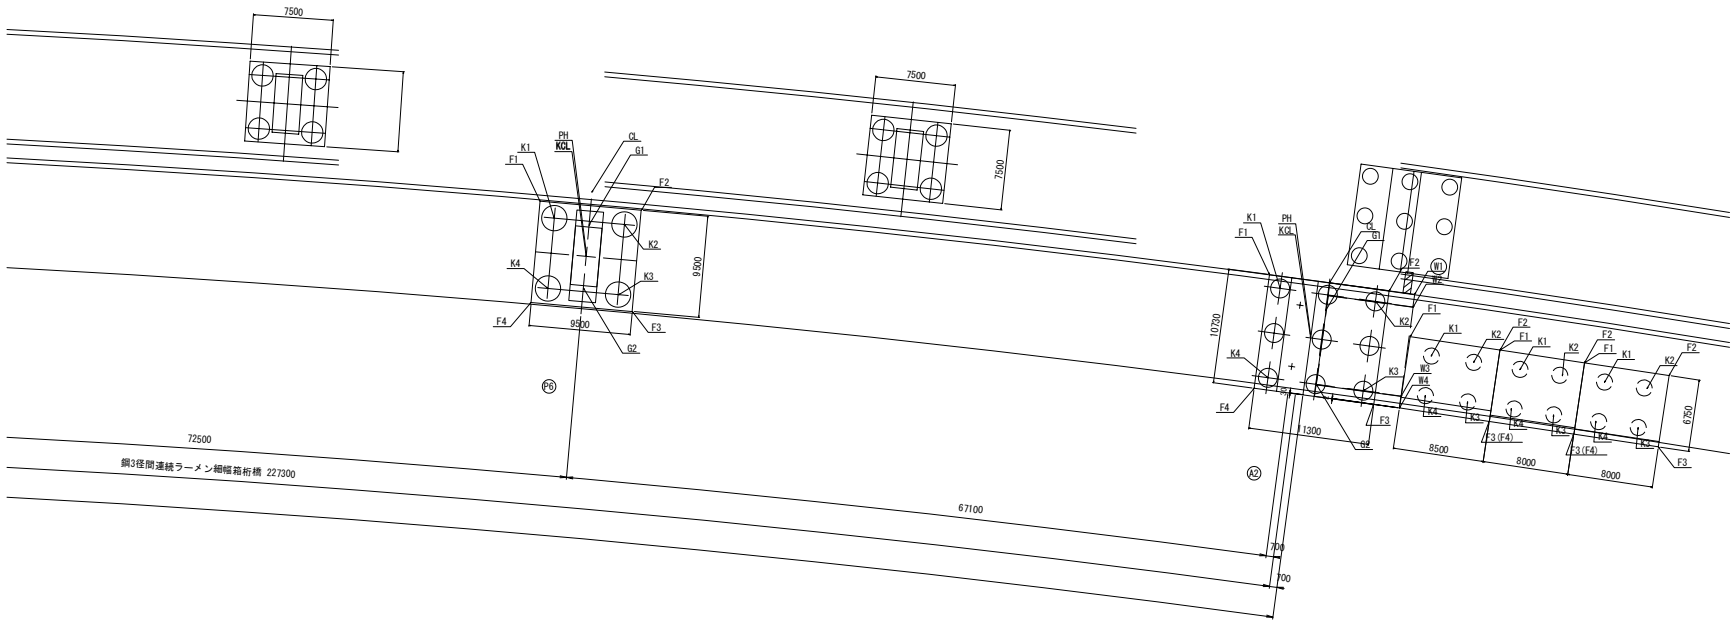 7500
7500
7500
PH
KCL
CL
G1
K1
F1
F2
K2
K3
K4
F4
9500
9500
F3
G2
P6
PH
KCL
K1
F1
CL
G1
F2
W1
W2
K2
10730
K4
F4
K3
W3
W4
F3
11300
G2
A2
F1
K1
K2
F2
F1
K1
K2
F2
F1
K1
K2
F2
6750
K4
K3
K4
K3
K4
K3
F3(F4)
F3(F4)
F3
8500
8000
8000
72500
鋼3径間連続ラーメン細幅箱桁橋 227300
67100
700
700